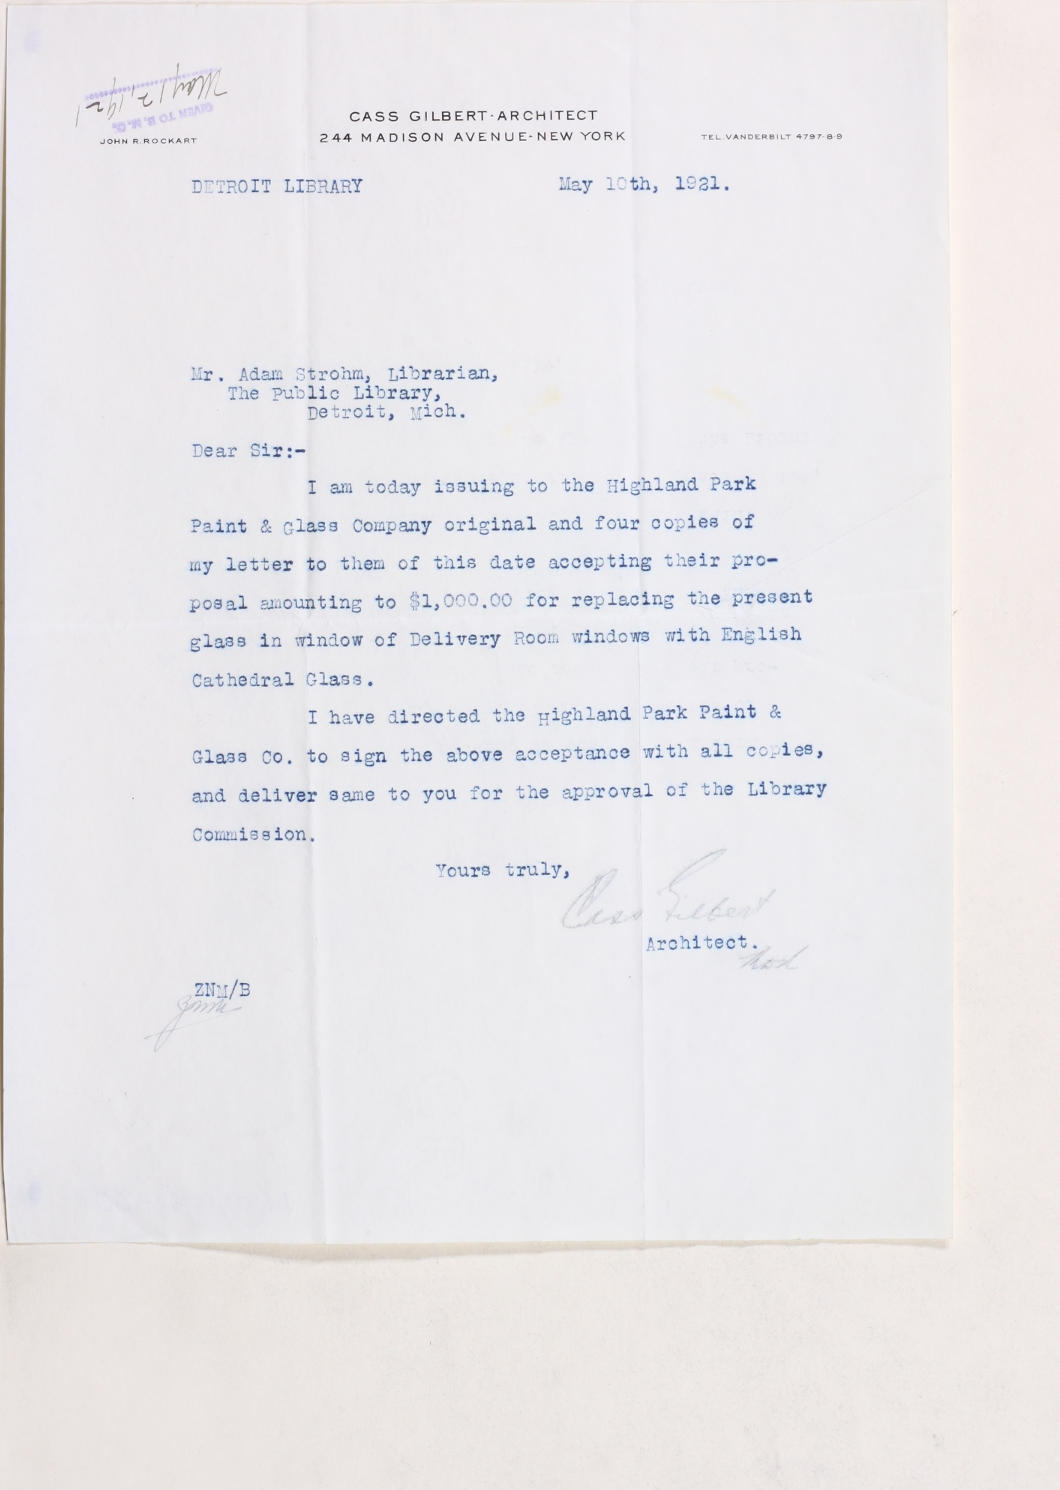 May 12, 1921
GIVEN TO B. M. C.
JOHN R. ROCKART
CASS GILBERT·ARCHITECT
244 MADISON AVENUE-NEW YORK
TEL. VANDERBILT 4797-8-9
DETROIT LIBRARY
May 10th, 1921.
Mr. Adam Strohm, Librarian,
The Public Library,
Detroit, Mich.
Dear Sir:-
I am today issuing to the Highland Park
Paint & Glass Company original and four copies of
my letter to them of this date accepting their pro-
posal amounting to $1,000.00 for replacing the present
glass in window of Delivery Room windows with English
Cathedral Glass.
I have directed the Highland Park Paint &
Glass Co. to sign the above acceptance with all copies,
and deliver same to you for the approval of the Library
Commission.
Yours truly,
Cass Gilbert
Architect.
ZNM/B